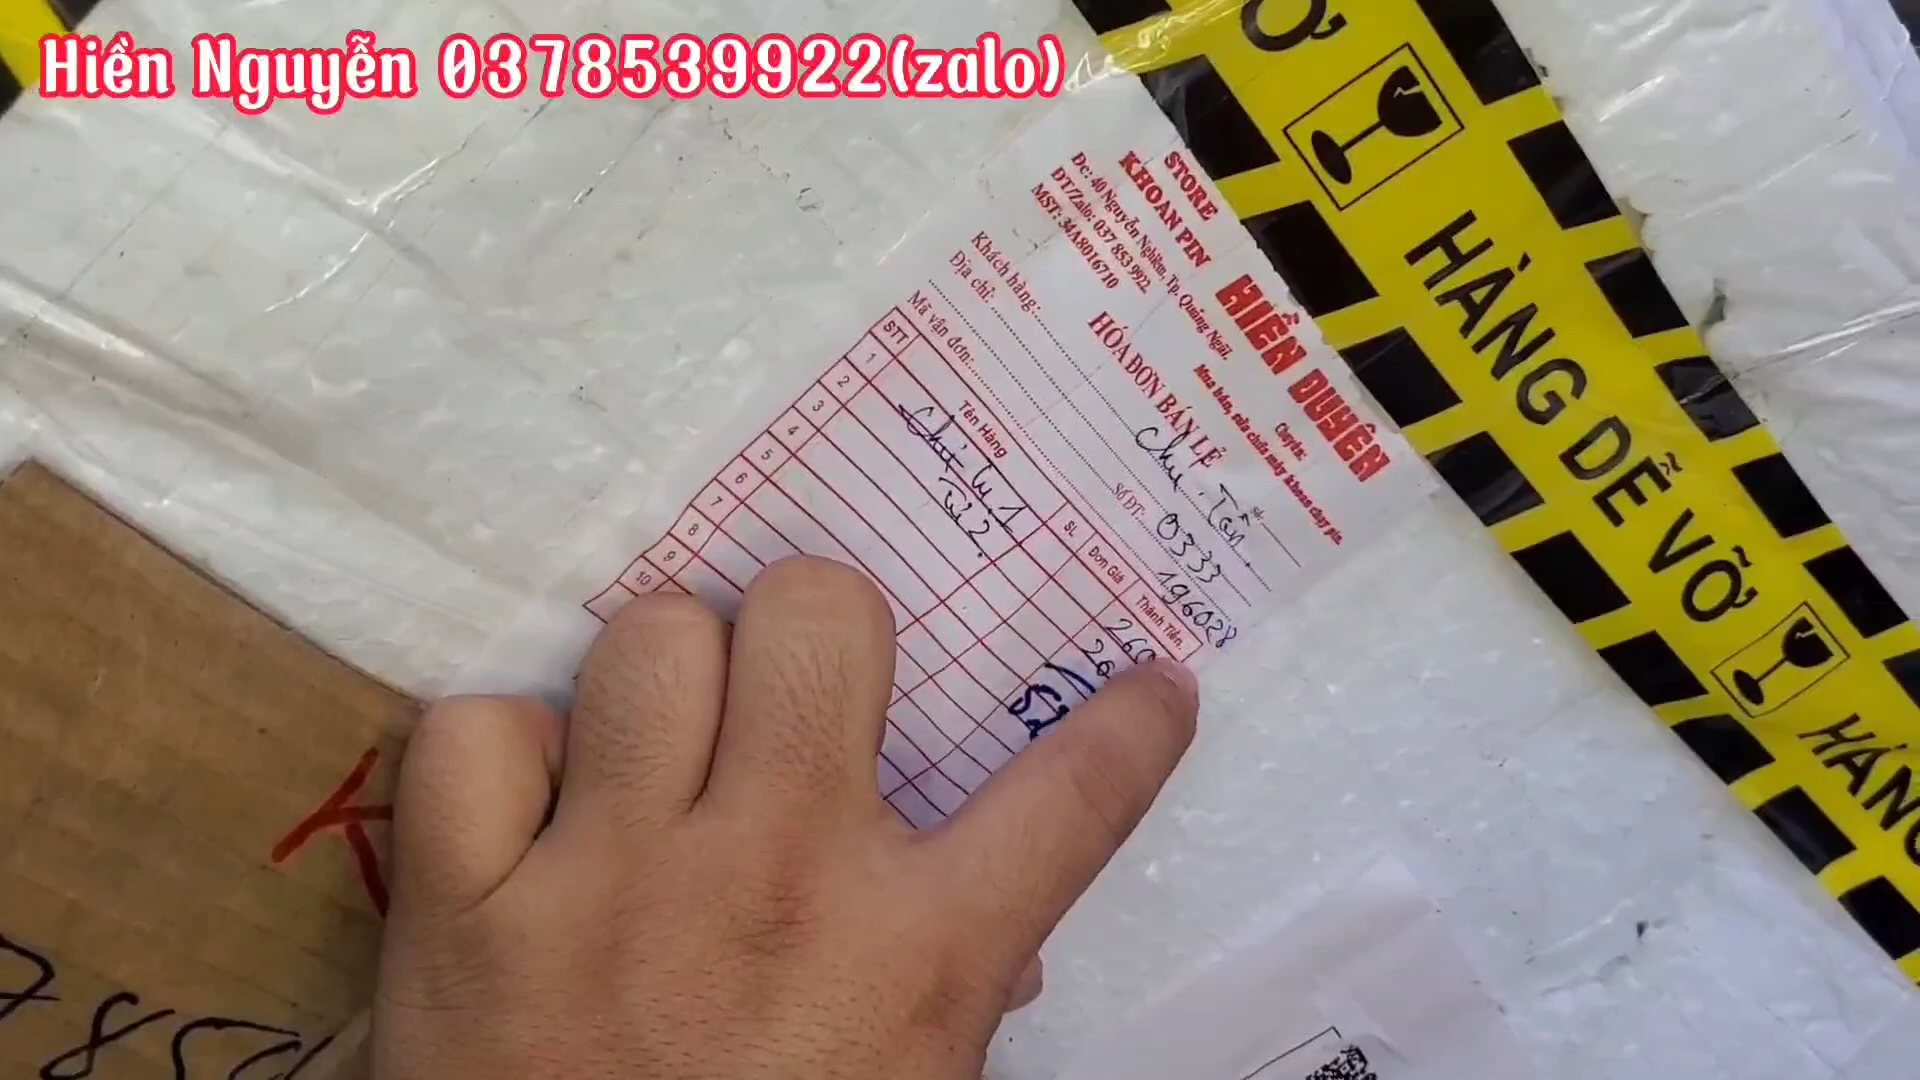 Hiền Nguyễn 0378539922(zalo)
STORE
KHOAN PIN
HIỀN DUYÊN
Đc: 40 Nguyễn Nghiêm, Tp. Quảng Ngãi.
ĐT/Zalo: 037 853 9922
MST: 34A8016710
Chuyên:
Mua bán, sửa chữa máy khoan chạy pin.
HÓA ĐƠN BÁN LẺ
Số:
Khách hàng: Chú Tấn
Địa chỉ:
Số ĐT: 0333 196028
Mã vận đơn:
STT Tên Hàng SL Đơn Giá Thành Tiền
1
2
3
4
5
6
7
8
9
10
HÀNG DỄ VỠ
HÀNG
K